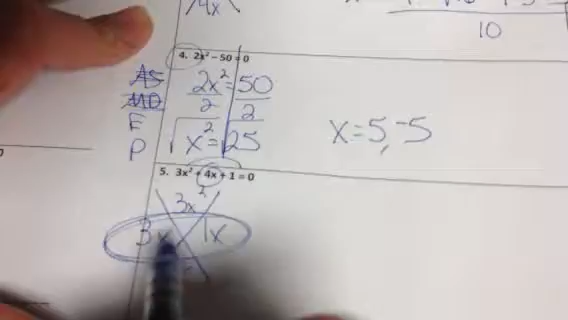 4x
10
4. 2x² – 50 = 0
AS 2x² = 50
MD 2 2
E
P √x² = √25 x = 5, -5
5. 3x² + 4x + 1 = 0
3x²
3x 1x